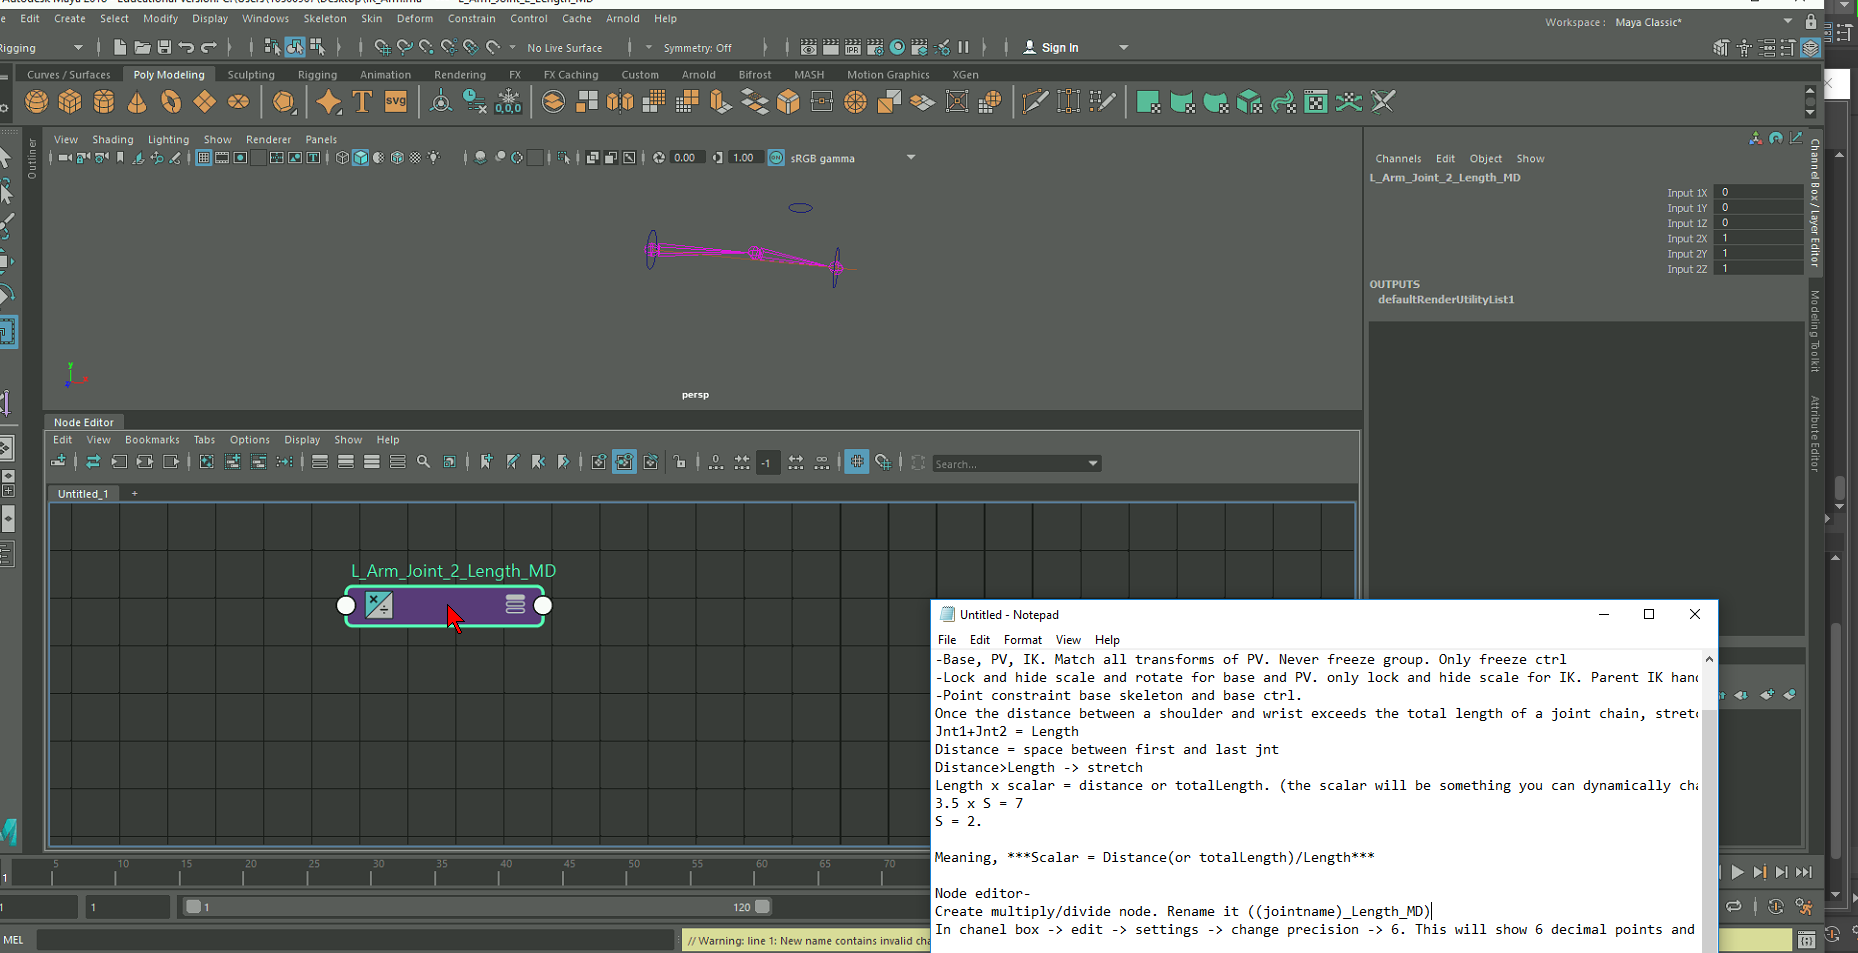 Edit Create Select Modify Display Windows Skeleton Skin Deform Constrain Control Cache Arnold Help
Workspace : Maya Classic*
Rigging No Live Surface Symmetry: Off Sign In
Curves / Surfaces Poly Modeling Sculpting Rigging Animation Rendering FX FX Caching Custom Arnold Bifrost MASH Motion Graphics XGen
T svg 0,0,0
Outliner
View Shading Lighting Show Renderer Panels
0.00 1.00 ON sRGB gamma
Channels Edit Object Show
L_Arm_Joint_2_Length_MD
Input 1X 0
Input 1Y 0
Input 1Z 0
Input 2X 1
Input 2Y 1
Input 2Z 1
OUTPUTS
defaultRenderUtilityList1
Channel Box / Layer Editor
Modeling Toolkit
Attribute Editor
y
persp
Node Editor
Edit View Bookmarks Tabs Options Display Show Help
0 -1 Search...
Untitled_1 +
L_Arm_Joint_2_Length_MD
Untitled - Notepad
File Edit Format View Help
-Base, PV, IK. Match all transforms of PV. Never freeze group. Only freeze ctrl
-Lock and hide scale and rotate for base and PV. only lock and hide scale for IK. Parent IK
-Point constraint base skeleton and base ctrl.
Once the distance between a shoulder and wrist exceeds the total length of a joint chain,
Jnt1+Jnt2 = Length
Distance = space between first and last jnt
Distance>Length -> stretch
Length x scalar = distance or totalLength. (the scalar will be something you can dynamically
3.5 x S = 7
S = 2.
Meaning, ***Scalar = Distance(or totalLength)/Length***
Node editor-
Create multiply/divide node. Rename it ((jointname)_Length_MD)
In chanel box -> edit -> settings -> change precision -> 6. This will show 6 decimal points and
5 10 15 20 25 30 35 40 45 50 55 60 65 70
1
1 1 1 120
MEL // Warning: line 1: New name contains invalid